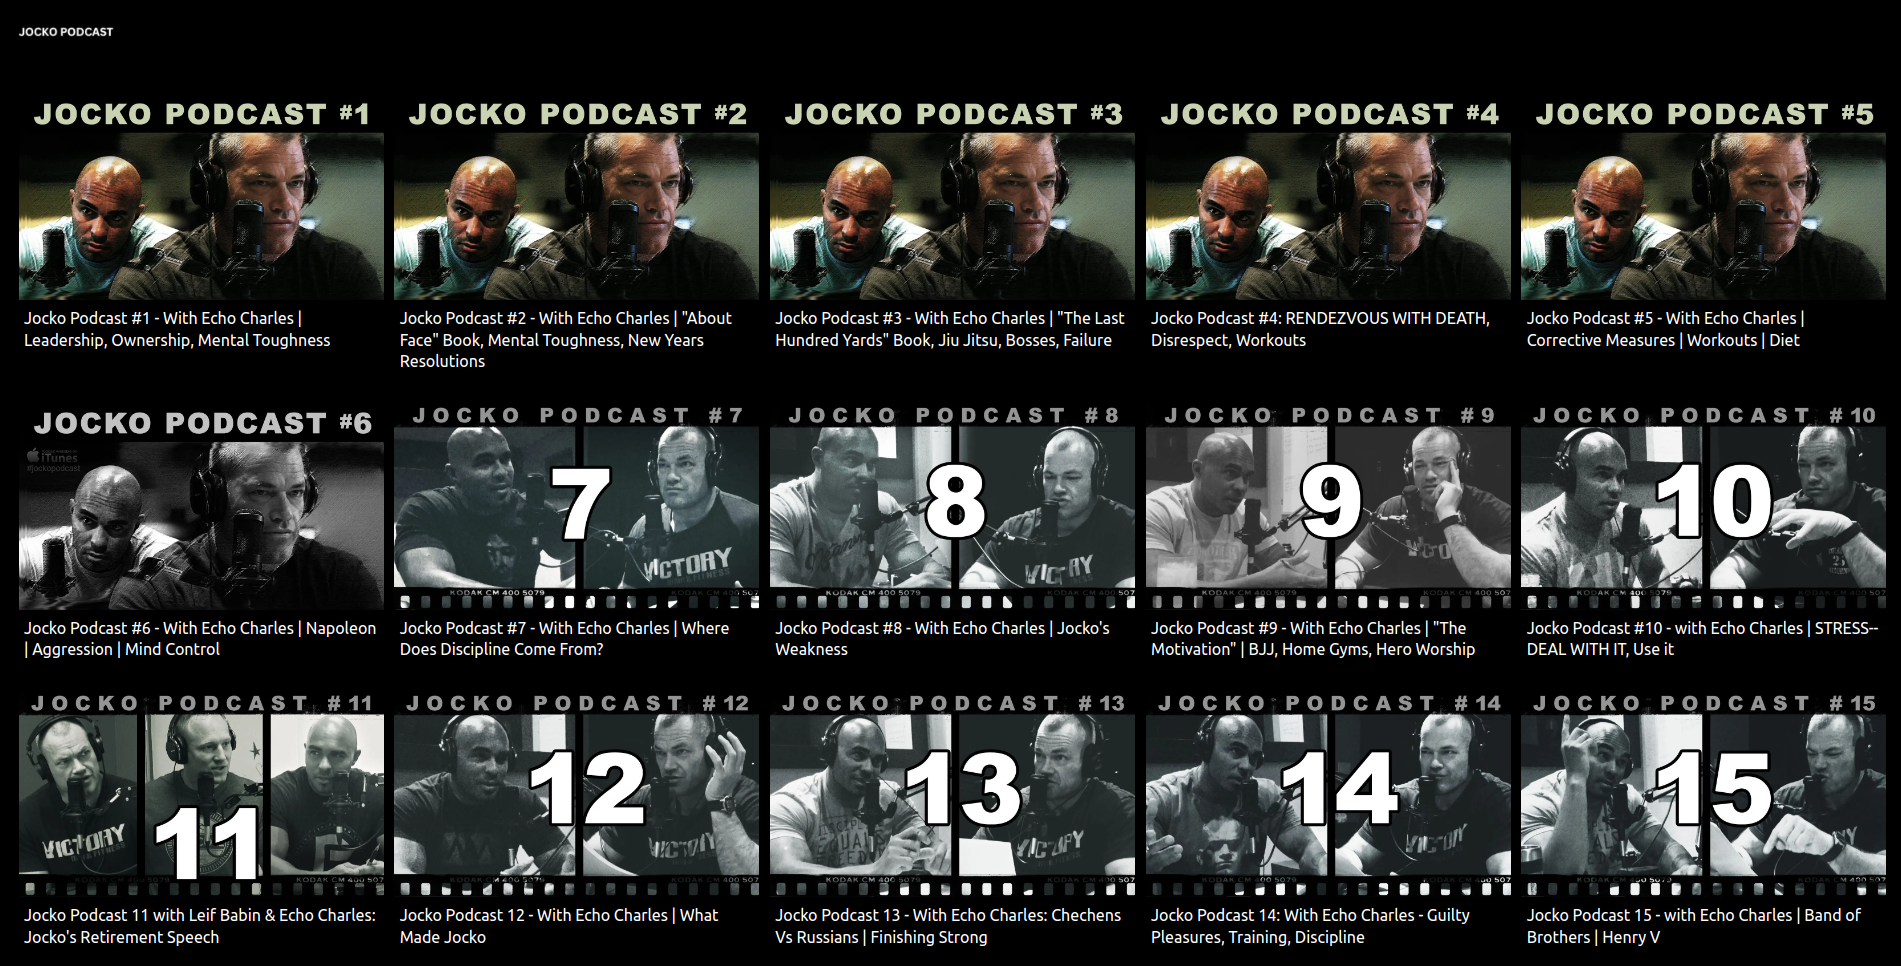 JOCKO PODCAST
JOCKO PODCAST #1
JOCKO PODCAST #2
JOCKO PODCAST #3
JOCKO PODCAST #4
JOCKO PODCAST #5
Jocko Podcast #1 - With Echo Charles |
Leadership, Ownership, Mental Toughness
Jocko Podcast #2 - With Echo Charles | "About
Face" Book, Mental Toughness, New Years
Resolutions
Jocko Podcast #3 - With Echo Charles | "The Last
Hundred Yards" Book, Jiu Jitsu, Bosses, Failure
Jocko Podcast #4: RENDEZVOUS WITH DEATH,
Disrespect, Workouts
Jocko Podcast #5 - With Echo Charles |
Corrective Measures | Workouts | Diet
JOCKO PODCAST #6
iTunes
#jockopodcast
JOCKO PODCAST #7
7
VICTORY
KODAK CM 400 5079
JOCKO PODCAST #8
8
KODAK CM 400 5079
JOCKO PODCAST #9
9
KODAK CM 400 5079
JOCKO PODCAST #10
10
KODAK CM 400 5079
Jocko Podcast #6 - With Echo Charles | Napoleon
| Aggression | Mind Control
Jocko Podcast #7 - With Echo Charles | Where
Does Discipline Come From?
Jocko Podcast #8 - With Echo Charles | Jocko's
Weakness
Jocko Podcast #9 - With Echo Charles | "The
Motivation" | BJJ, Home Gyms, Hero Worship
Jocko Podcast #10 - with Echo Charles | STRESS--
DEAL WITH IT, Use it
JOCKO PODCAST #11
VICTORY
11
JOCKO PODCAST #12
12
KODAK CM 400 5079
JOCKO PODCAST #13
13
KODAK CM 400 5079
JOCKO PODCAST #14
14
KODAK CM 400 5079
JOCKO PODCAST #15
15
KODAK CM 400 5079
Jocko Podcast 11 with Leif Babin & Echo Charles:
Jocko's Retirement Speech
Jocko Podcast 12 - With Echo Charles | What
Made Jocko
Jocko Podcast 13 - With Echo Charles: Chechens
Vs Russians | Finishing Strong
Jocko Podcast 14: With Echo Charles - Guilty
Pleasures, Training, Discipline
Jocko Podcast 15 - with Echo Charles | Band of
Brothers | Henry V